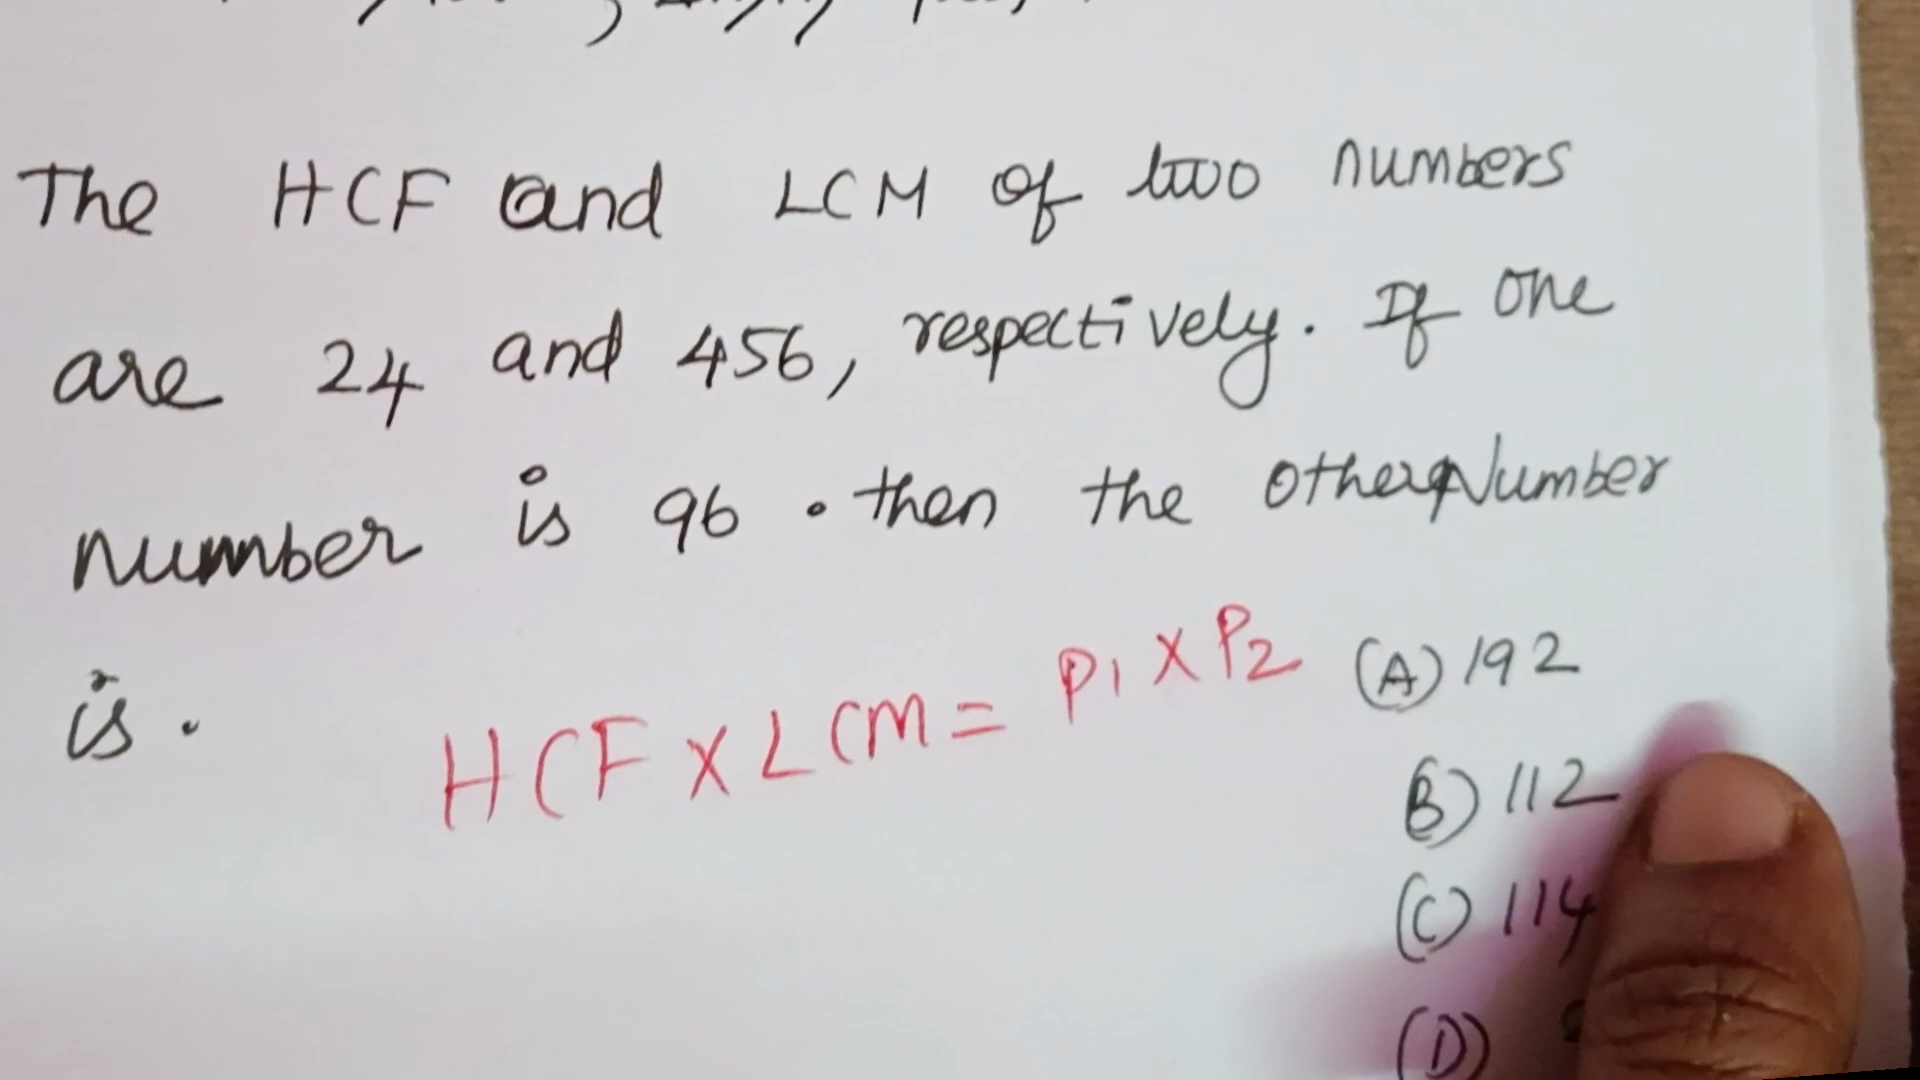 The HCF and LCM of two numbers
are 24 and 456, respectively. If one
number is 96 . then the other Number
is .
HCF x LCM = P1 x P2
(A) 192
(B) 112
(C) 114
(D)